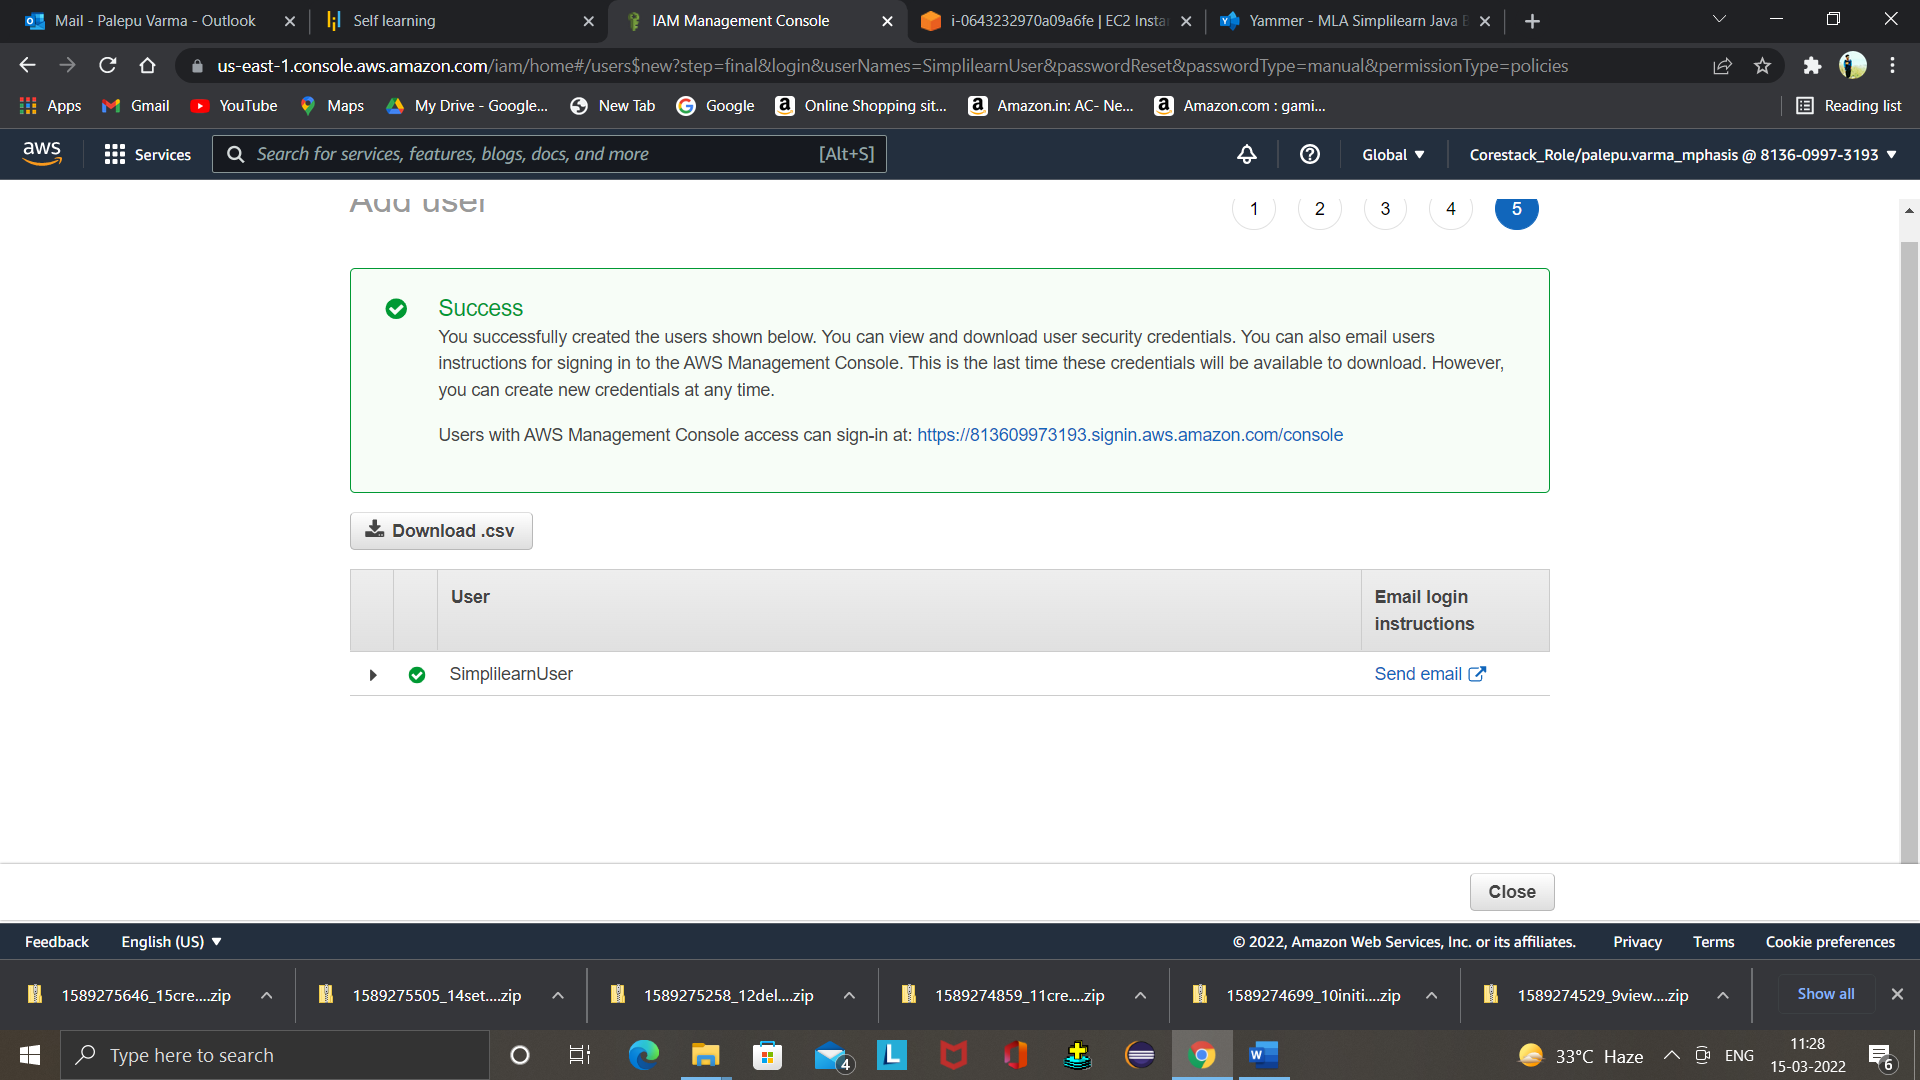 Mail - Palepu Varma - Outlook
Self learning
IAM Management Console
i-0643232970a09a6fe | EC2 Insta
Yammer - MLA Simplilearn Java B
us-east-1.console.aws.amazon.com/iam/home#/users$new?step=final&login&userNames=SimplilearnUser&passwordReset&passwordType=manual&permissionType=policies
Apps
Gmail
YouTube
Maps
My Drive - Google...
New Tab
Google
Online Shopping sit...
Amazon.in: AC- Ne...
Amazon.com : gami...
Reading list
aws
Services
Search for services, features, blogs, docs, and more
[Alt+S]
Global
Corestack_Role/palepu.varma_mphasis @ 8136-0997-3193
Add user
1
2
3
4
5
Success
You successfully created the users shown below. You can view and download user security credentials. You can also email users
instructions for signing in to the AWS Management Console. This is the last time these credentials will be available to download. However,
you can create new credentials at any time.
Users with AWS Management Console access can sign-in at: https://813609973193.signin.aws.amazon.com/console
Download .csv
User
Email login
instructions
SimplilearnUser
Send email
Close
Feedback
English (US)
© 2022, Amazon Web Services, Inc. or its affiliates.
Privacy
Terms
Cookie preferences
1589275646_15cre....zip
1589275505_14set....zip
1589275258_12del....zip
1589274859_11cre....zip
1589274699_10initi....zip
1589274529_9view....zip
Show all
Type here to search
4
L
W
33°C Haze
ENG
11:28
15-03-2022
6